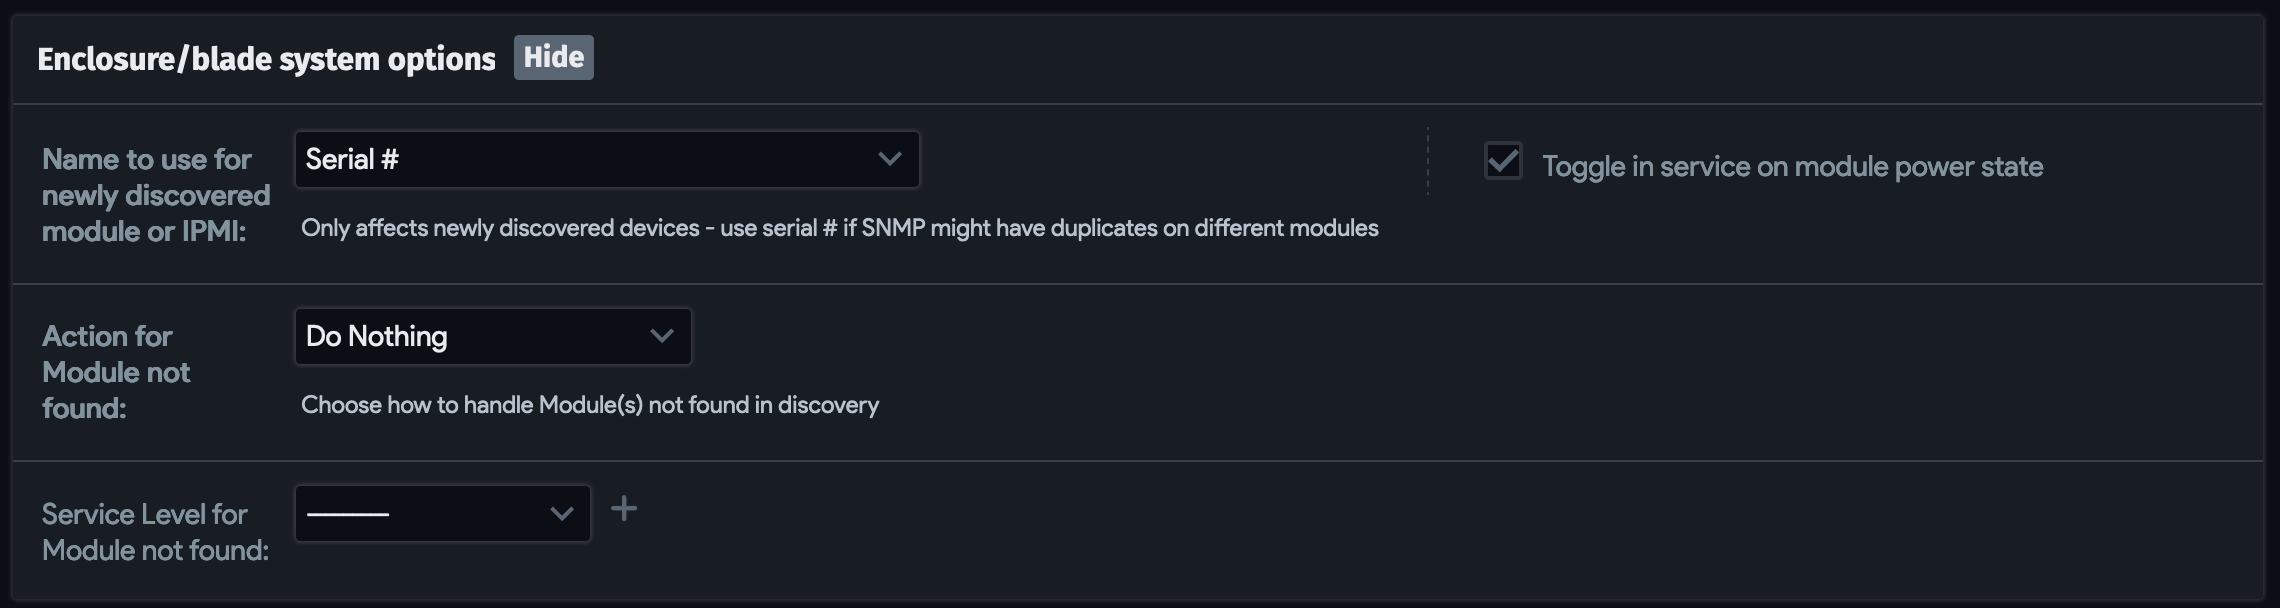 Enclosure/blade system options Hide
Name to use for
newly discovered
module or IPMI:
Serial #
Only affects newly discovered devices - use serial # if SNMP might have duplicates on different modules
Toggle in service on module power state
Action for
Module not
found:
Do Nothing
Choose how to handle Module(s) not found in discovery
Service Level for
Module not found:
---------